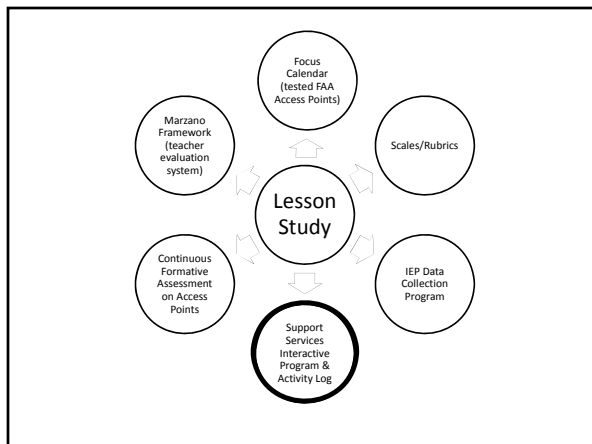 Focus
Calendar
(tested FAA
Access Points)
Marzano
Framework
(teacher
evaluation
system)
Scales/Rubrics
Lesson
Study
Continuous
Formative
Assessment
on Access
Points
IEP Data
Collection
Program
Support
Services
Interactive
Program &
Activity Log